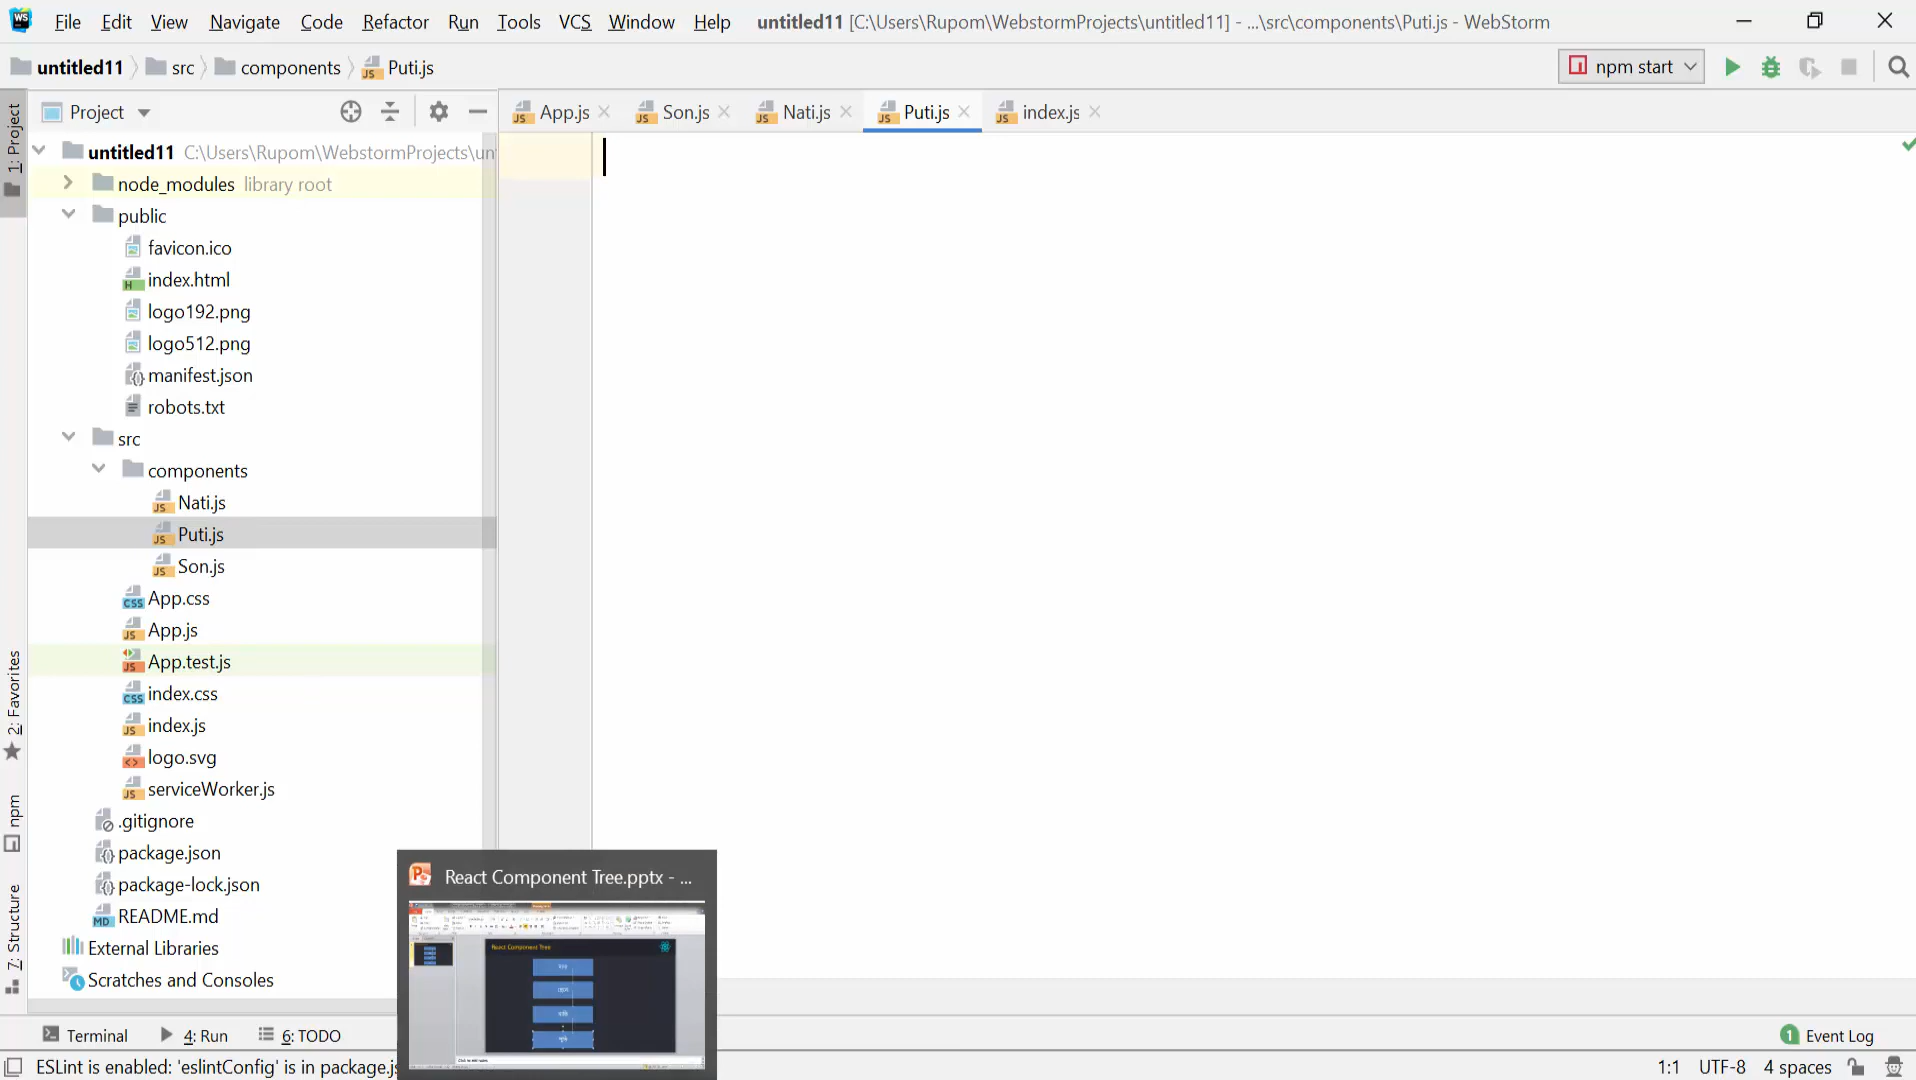 WS File Edit View Navigate Code Refactor Run Tools VCS Window Help untitled11 [C:\Users\Rupom\WebstormProjects\untitled11] - ...\src\components\Puti.js - WebStorm
untitled11 src components Puti.js npm start
Project App.js Son.js Nati.js Puti.js index.js
1: Project
untitled11 C:\Users\Rupom\WebstormProjects\un
node_modules library root
public
favicon.ico
index.html
logo192.png
logo512.png
manifest.json
robots.txt
src
components
Nati.js
Puti.js
Son.js
App.css
App.js
App.test.js
index.css
index.js
logo.svg
serviceWorker.js
.gitignore
package.json
package-lock.json
README.md
External Libraries
Scratches and Consoles
2: Favorites
npm
7: Structure
React Component Tree.pptx - ...
React Component Tree
Terminal 4: Run 6: TODO 1 Event Log
ESLint is enabled: 'eslintConfig' is in package.js 1:1 UTF-8 4 spaces